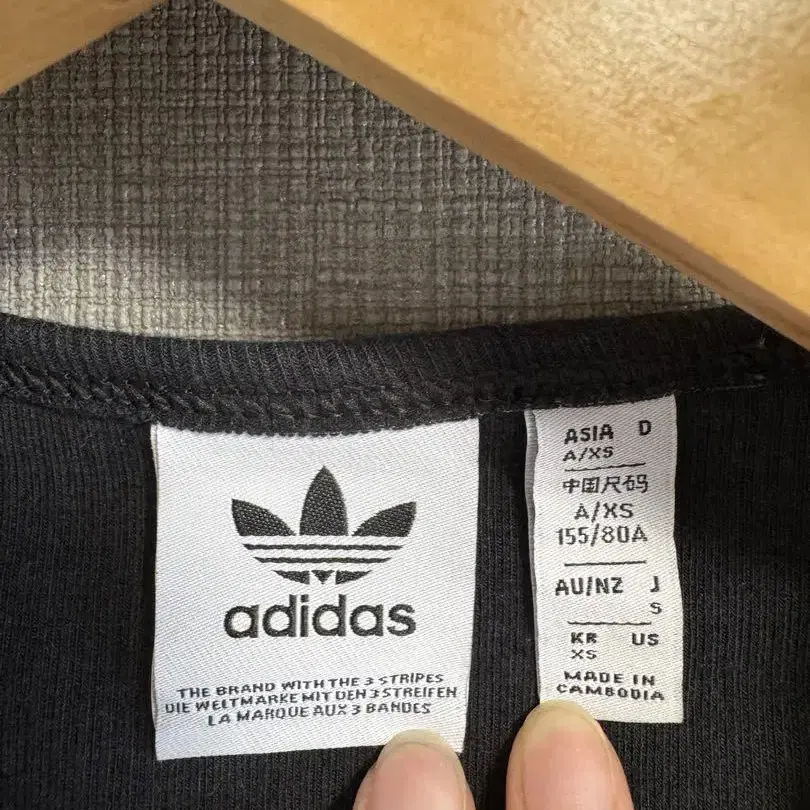 adidas
THE BRAND WITH THE 3 STRIPES
DIE WELTMARKE MIT DEN 3 STREIFEN
LA MARQUE AUX 3 BANDES
ASIA D
A/XS
中国尺码
A/XS
155/80A
AU/NZ J
S
KR US
XS
MADE IN
CAMBODIA